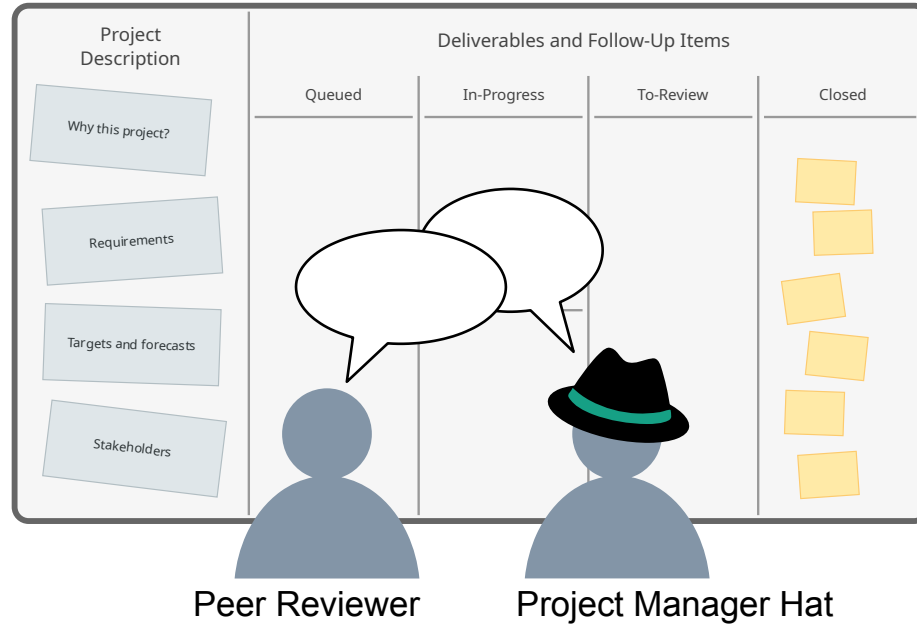 Project
Description
Deliverables and Follow-Up Items
Queued
In-Progress
To-Review
Closed
Why this project?
Requirements
Targets and forecasts
Stakeholders
Peer Reviewer
Project Manager Hat